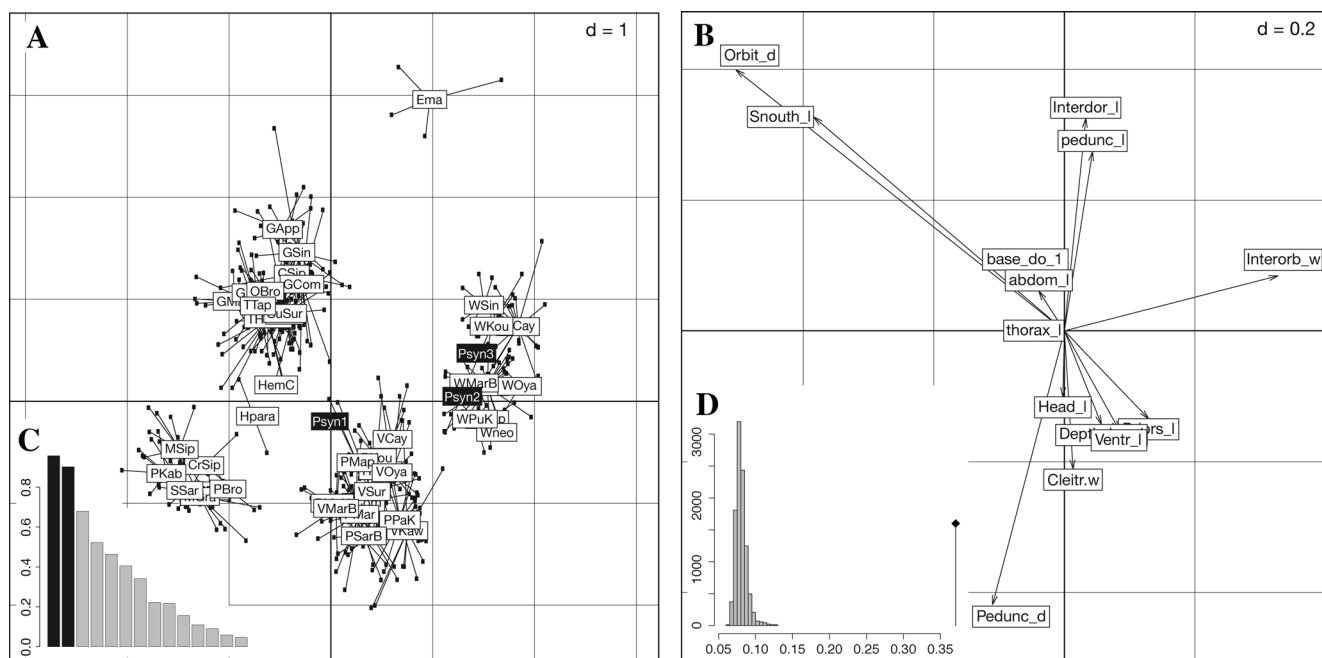 A
d = 1
Ema
GApp
GSin
GCom
OBro
TTap
HemC
Hpara
WSin
WKou
Cay
Psyn3
WMarB
WOya
Psyn2
WPuK
Wneo
Psyn1
VCay
PMap
VOya
VSur
VMarB
PPaK
PSarB
MSip
CrSip
PKab
SSar
PBro
C
0.8
0.6
0.4
0.2
0.0
B
d = 0.2
Orbit_d
Snouth_l
Interdor_l
pedunc_l
base_do_1
abdom_l
Interorb_w
thorax_l
Head_l
Ventr_l
Cleitr.w
Pedunc_d
D
3000
2000
1000
0
0.05 0.10 0.15 0.20 0.25 0.30 0.35